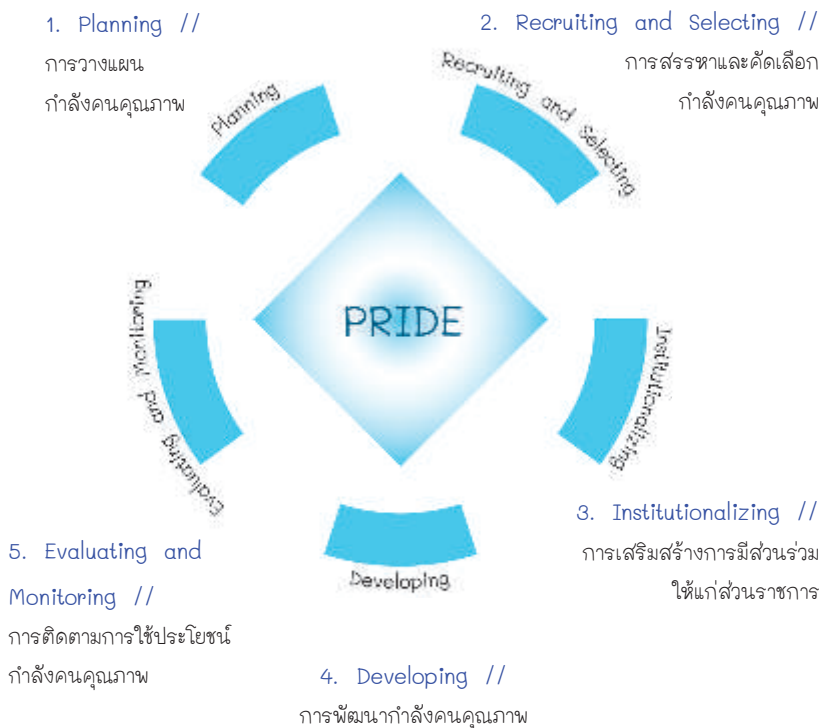 1. Planning //
การวางแผน
กำลังคนคุณภาพ
2. Recruiting and Selecting //
การสรรหาและคัดเลือก
กำลังคนคุณภาพ
Planning
Recruiting and Selecting
PRIDE
Evaluating and Monitoring
Institutionalizing
Developing
3. Institutionalizing //
การเสริมสร้างการมีส่วนร่วม
ให้แก่ส่วนราชการ
5. Evaluating and
Monitoring //
การติดตามการใช้ประโยชน์
กำลังคนคุณภาพ
4. Developing //
การพัฒนากำลังคนคุณภาพ